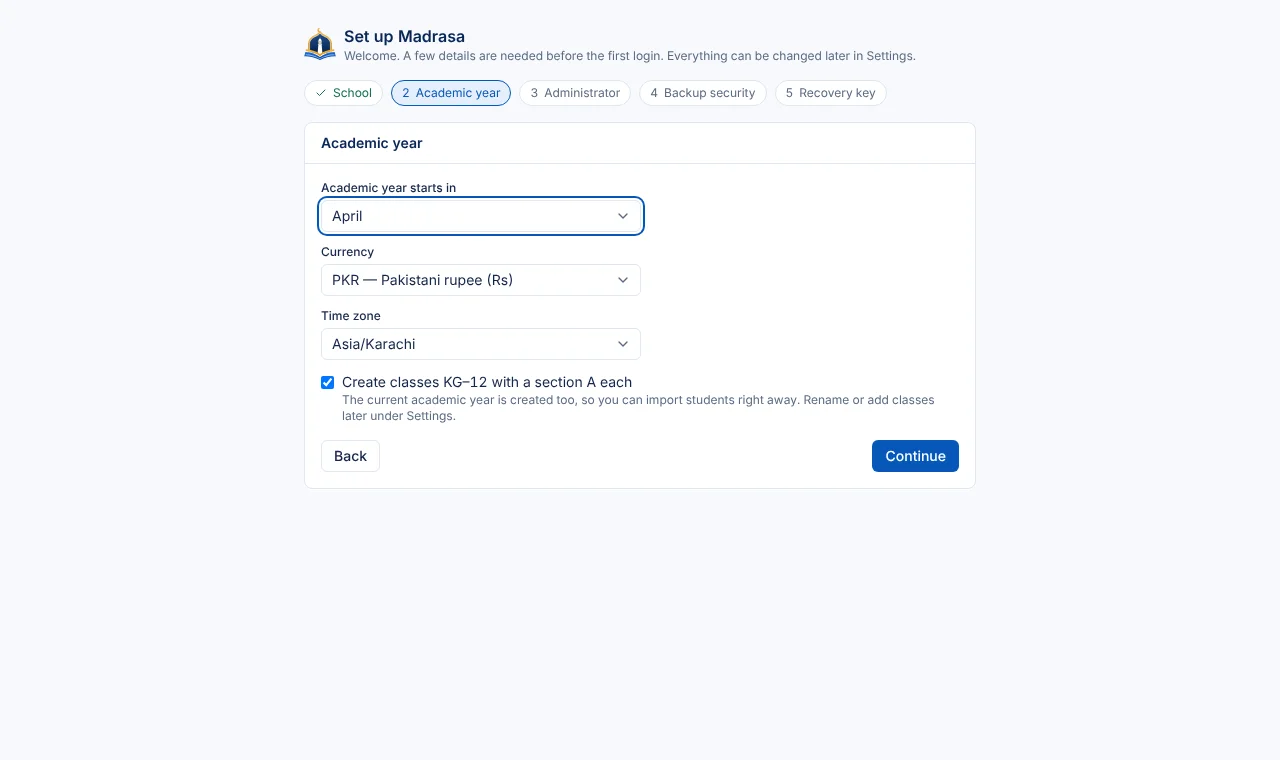 Set up Madrasa
Welcome. A few details are needed before the first login. Everything can be changed later in Settings.
School
2 Academic year
3 Administrator
4 Backup security
5 Recovery key
Academic year
Academic year starts in
April
Currency
PKR — Pakistani rupee (Rs)
Time zone
Asia/Karachi
Create classes KG–12 with a section A each
The current academic year is created too, so you can import students right away. Rename or add classes
later under Settings.
Back
Continue